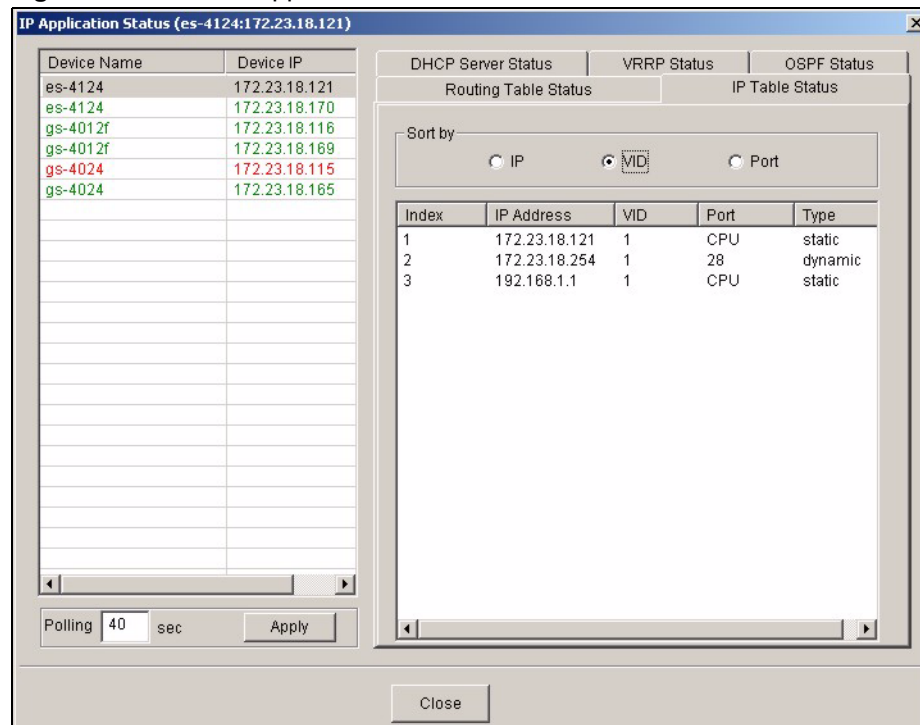 IP Application Status (es-4124:172.23.18.121)
Device Name Device IP
es-4124 172.23.18.121
es-4124 172.23.18.170
gs-4012f 172.23.18.116
gs-4012f 172.23.18.169
gs-4024 172.23.18.115
gs-4024 172.23.18.165
Polling 40 sec Apply
DHCP Server Status VRRP Status OSPF Status
Routing Table Status IP Table Status
Sort by
IP VID Port
Index IP Address VID Port Type
1 172.23.18.121 1 CPU static
2 172.23.18.254 1 28 dynamic
3 192.168.1.1 1 CPU static
Close